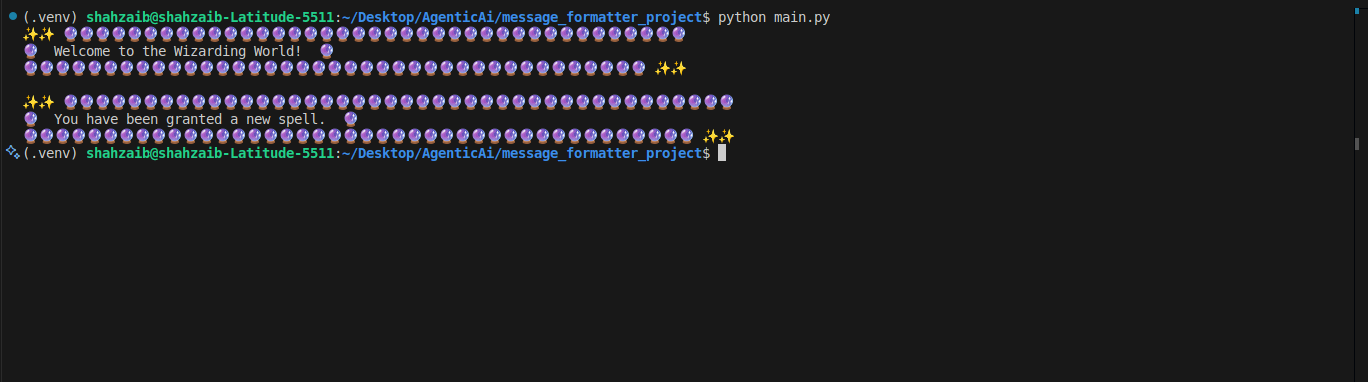 (.venv) shahzaib@shahzaib-Latitude-5511:~/Desktop/AgenticAi/message_formatter_project$ python main.py
✨✨ 🔮🔮🔮🔮🔮🔮🔮🔮🔮🔮🔮🔮🔮🔮🔮🔮🔮🔮🔮🔮🔮🔮🔮🔮🔮🔮🔮🔮🔮🔮🔮🔮🔮🔮🔮🔮🔮🔮🔮
🔮  Welcome to the Wizarding World!  🔮
🔮🔮🔮🔮🔮🔮🔮🔮🔮🔮🔮🔮🔮🔮🔮🔮🔮🔮🔮🔮🔮🔮🔮🔮🔮🔮🔮🔮🔮🔮🔮🔮🔮🔮🔮🔮🔮🔮🔮 ✨✨
✨✨ 🔮🔮🔮🔮🔮🔮🔮🔮🔮🔮🔮🔮🔮🔮🔮🔮🔮🔮🔮🔮🔮🔮🔮🔮🔮🔮🔮🔮🔮🔮🔮🔮🔮🔮🔮🔮🔮🔮🔮🔮🔮🔮
🔮  You have been granted a new spell.  🔮
🔮🔮🔮🔮🔮🔮🔮🔮🔮🔮🔮🔮🔮🔮🔮🔮🔮🔮🔮🔮🔮🔮🔮🔮🔮🔮🔮🔮🔮🔮🔮🔮🔮🔮🔮🔮🔮🔮🔮🔮🔮🔮 ✨✨
(.venv) shahzaib@shahzaib-Latitude-5511:~/Desktop/AgenticAi/message_formatter_project$